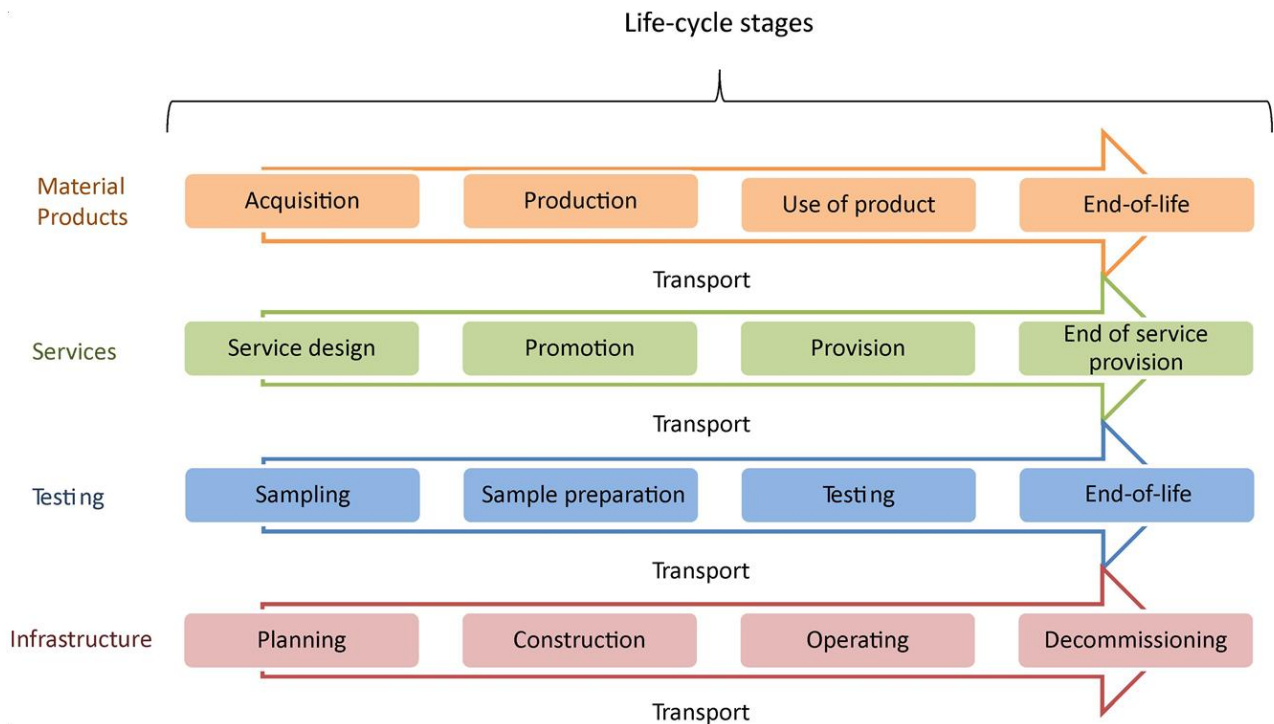 Life-cycle stages
Material
Products
Acquisition
Production
Use of product
End-of-life
Transport
Services
Service design
Promotion
Provision
End of service
provision
Transport
Testing
Sampling
Sample preparation
Testing
End-of-life
Transport
Infrastructure
Planning
Construction
Operating
Decommissioning
Transport